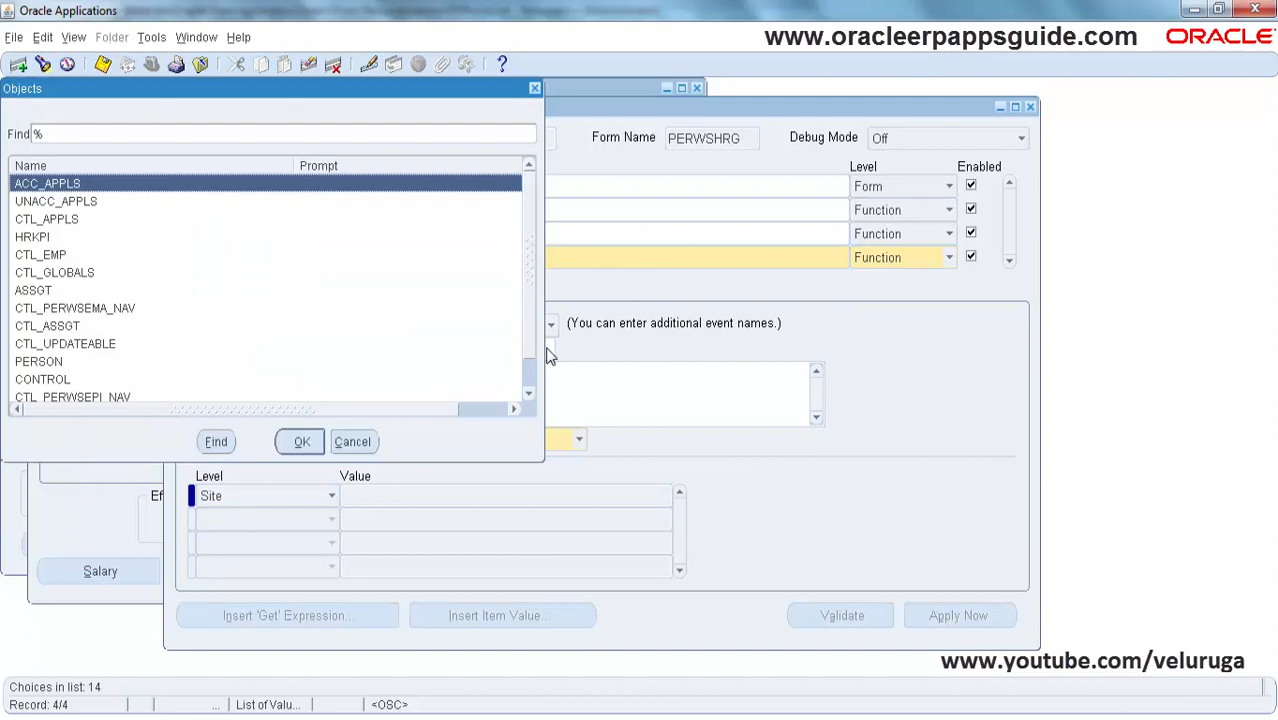 Oracle Applications
File Edit View Folder Tools Window Help
www.oracleerpappsguide.com ORACLE
Objects
Find %
Form Name PERWSHRG Debug Mode Off
Name Prompt
Level Enabled
ACC_APPLS
Form
UNACC_APPLS
Function
CTL_APPLS
HRKPI
Function
CTL_EMP
Function
CTL_GLOBALS
ASSGT
CTL_PERWSEMA_NAV
CTL_ASSGT
(You can enter additional event names.)
CTL_UPDATEABLE
PERSON
CONTROL
CTL_PERWSEPI_NAV
Find OK Cancel
Level Value
Ef
Site
Salary
Insert 'Get' Expression... Insert Item Value... Validate Apply Now
www.youtube.com/veluruga
Choices in list: 14
Record: 4/4 ... List of Valu... <OSC>